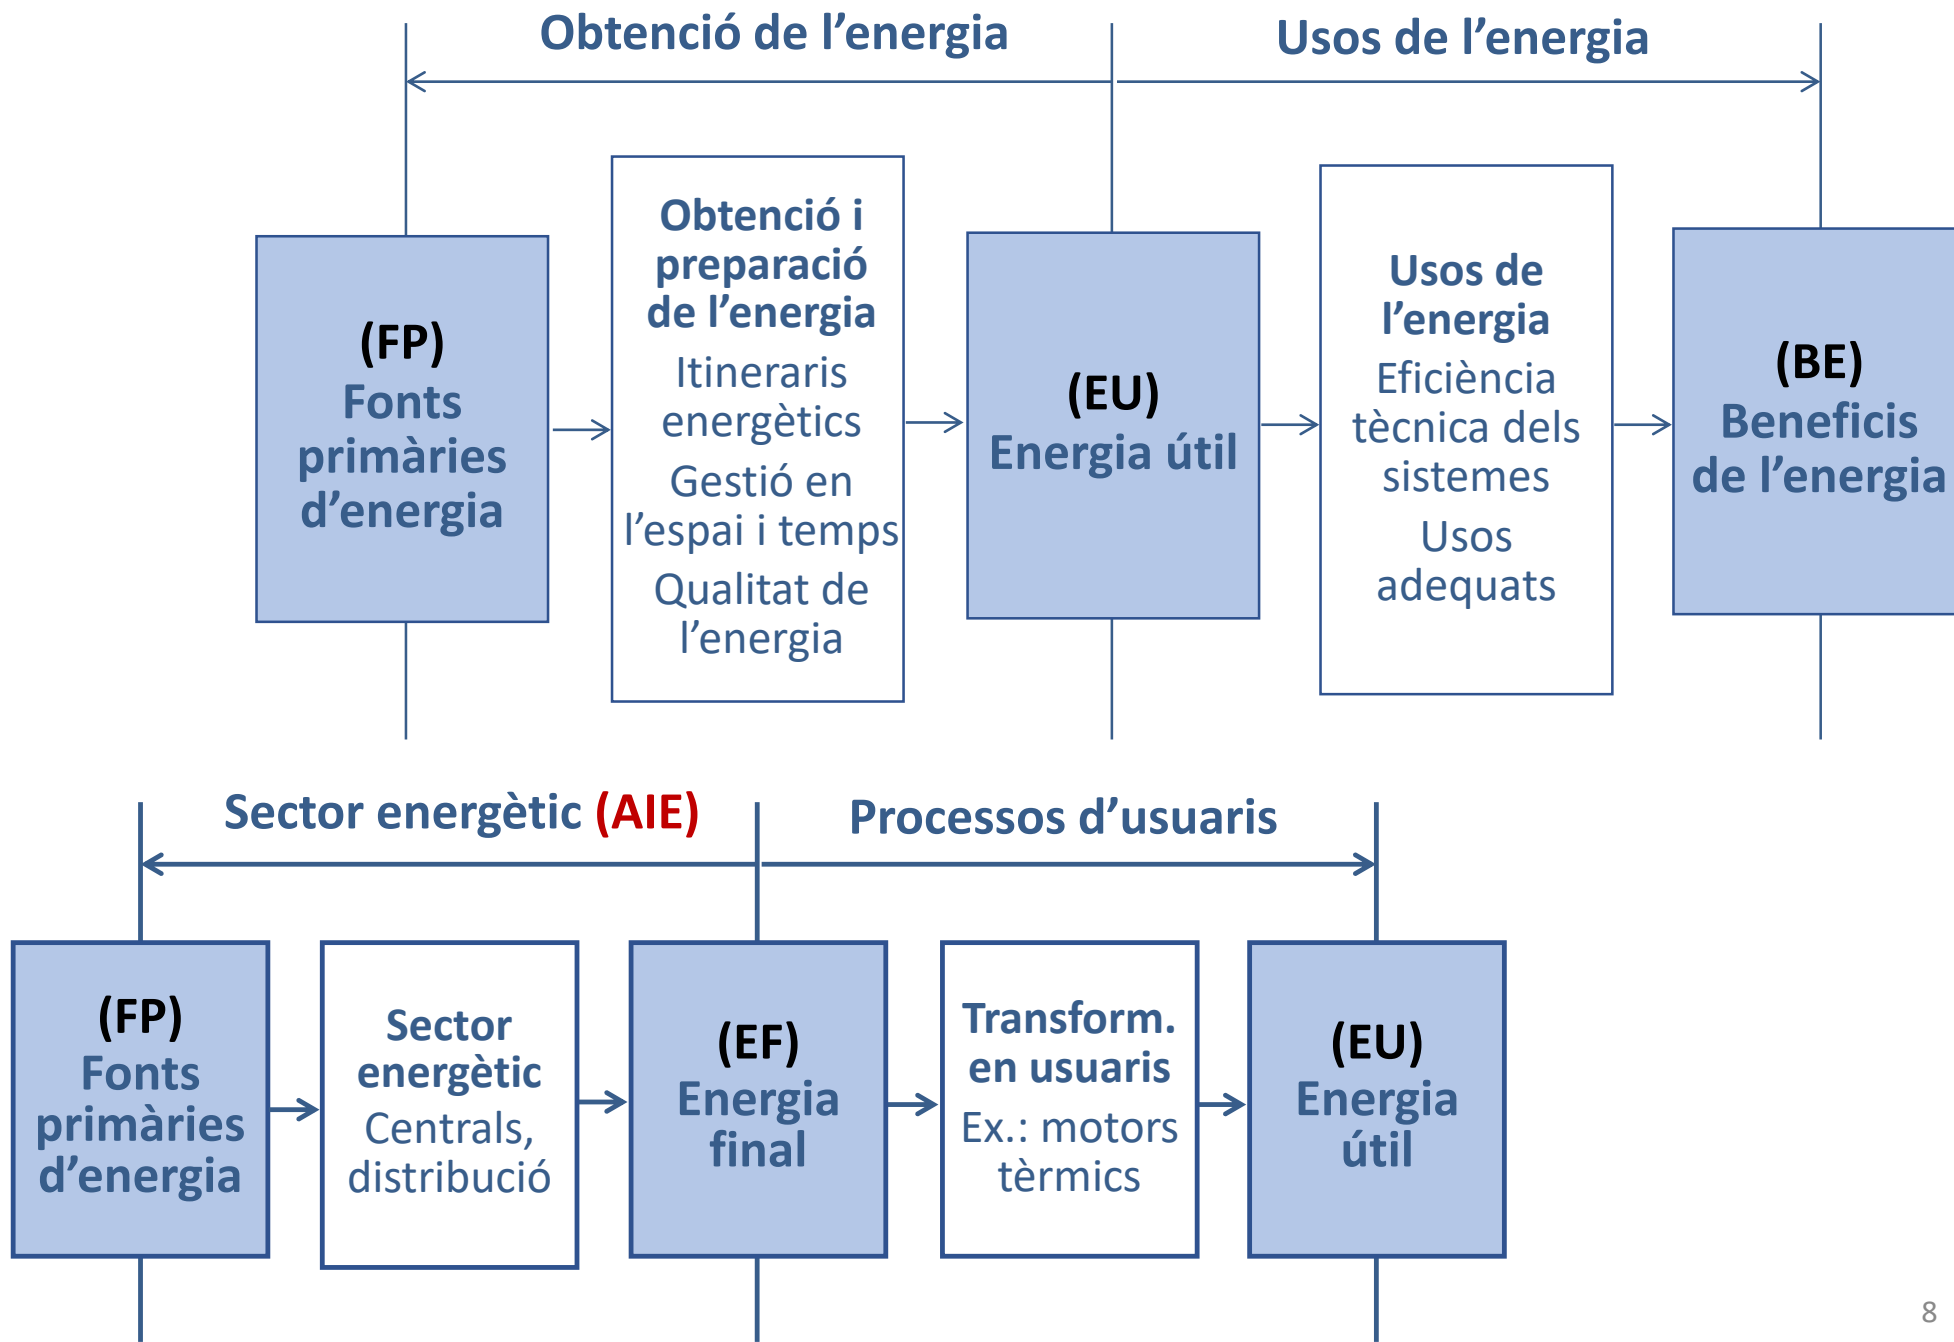 Obtenció de l’energia
Usos de l’energia
(FP)
Fonts
primàries
d’energia
Obtenció i
preparació
de l’energia
Itineraris
energètics
Gestió en
l’espai i temps
Qualitat de
l’energia
(EU)
Energia útil
Usos de
l’energia
Eficiència
tècnica dels
sistemes
Usos
adequats
(BE)
Beneficis
de l’energia
Sector energètic (AIE)
Processos d’usuaris
(FP)
Fonts
primàries
d’energia
Sector
energètic
Centrals,
distribució
(EF)
Energia
final
Transform.
en usuaris
Ex.: motors
tèrmics
(EU)
Energia
útil
8